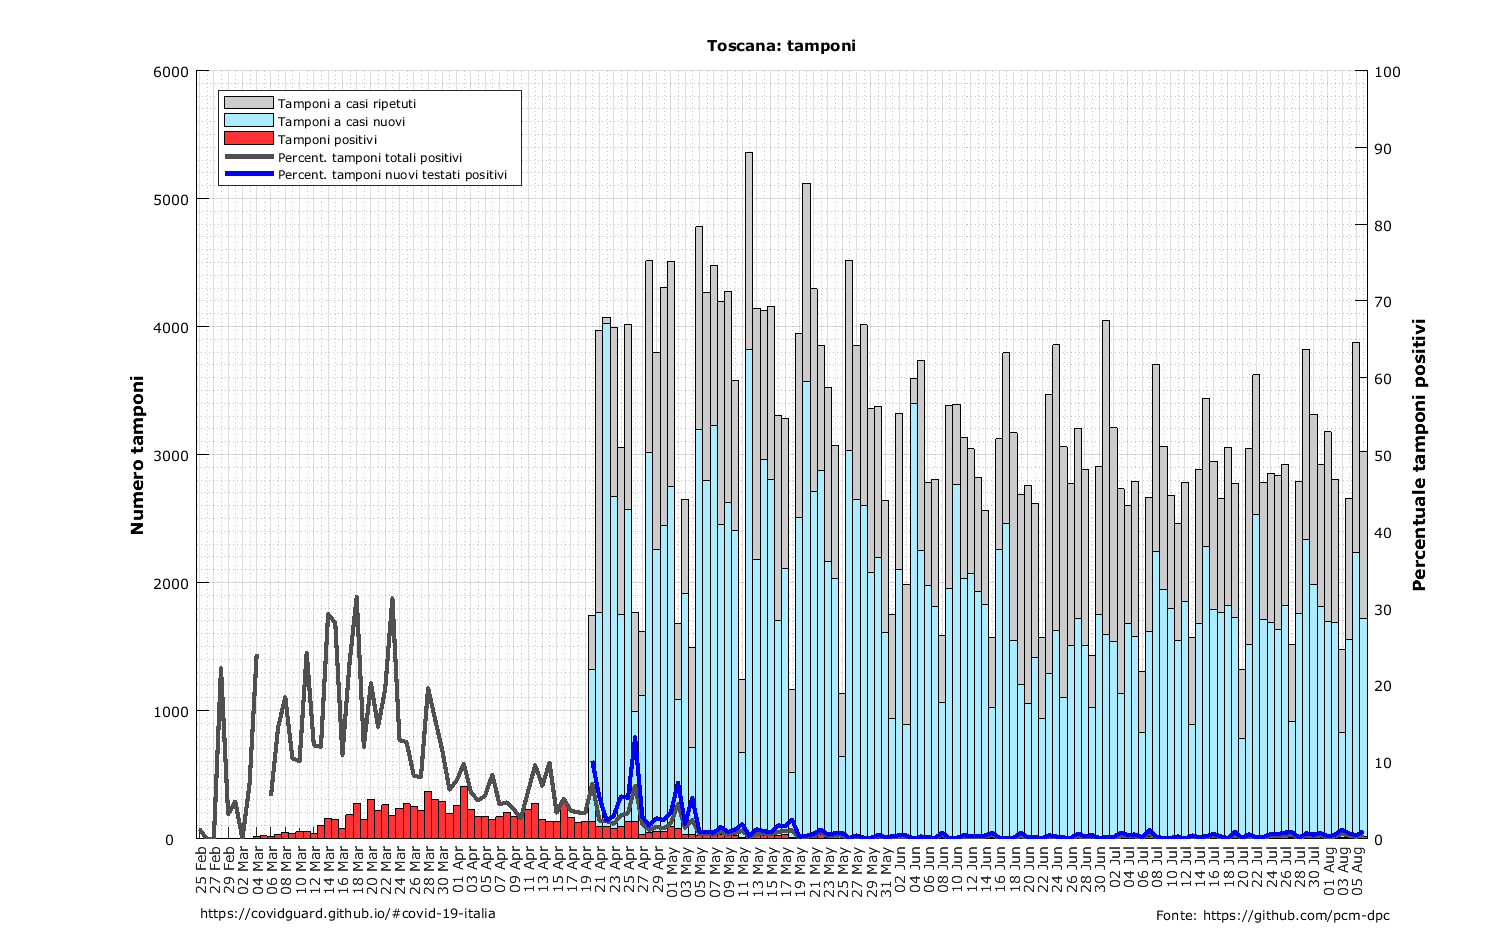 Toscana: tamponi
6000
5000
4000
3000
2000
1000
0
Numero tamponi
Tamponi a casi ripetuti
Tamponi a casi nuovi
Tamponi positivi
Percent. tamponi totali positivi
Percent. tamponi nuovi testati positivi
100
90
80
70
60
50
40
30
20
10
0
Percentuale tamponi positivi
25 Feb
27 Feb
29 Feb
02 Mar
04 Mar
06 Mar
08 Mar
10 Mar
12 Mar
14 Mar
16 Mar
18 Mar
20 Mar
22 Mar
24 Mar
26 Mar
28 Mar
30 Mar
01 Apr
03 Apr
05 Apr
07 Apr
09 Apr
11 Apr
13 Apr
15 Apr
17 Apr
19 Apr
21 Apr
23 Apr
25 Apr
27 Apr
29 Apr
01 May
03 May
05 May
07 May
09 May
11 May
13 May
15 May
17 May
19 May
21 May
23 May
25 May
27 May
29 May
31 May
02 Jun
04 Jun
06 Jun
08 Jun
10 Jun
12 Jun
14 Jun
16 Jun
18 Jun
20 Jun
22 Jun
24 Jun
26 Jun
28 Jun
30 Jun
02 Jul
04 Jul
06 Jul
08 Jul
10 Jul
12 Jul
14 Jul
16 Jul
18 Jul
20 Jul
22 Jul
24 Jul
26 Jul
28 Jul
30 Jul
01 Aug
03 Aug
05 Aug
https://covidguard.github.io/#covid-19-italia
Fonte: https://github.com/pcm-dpc